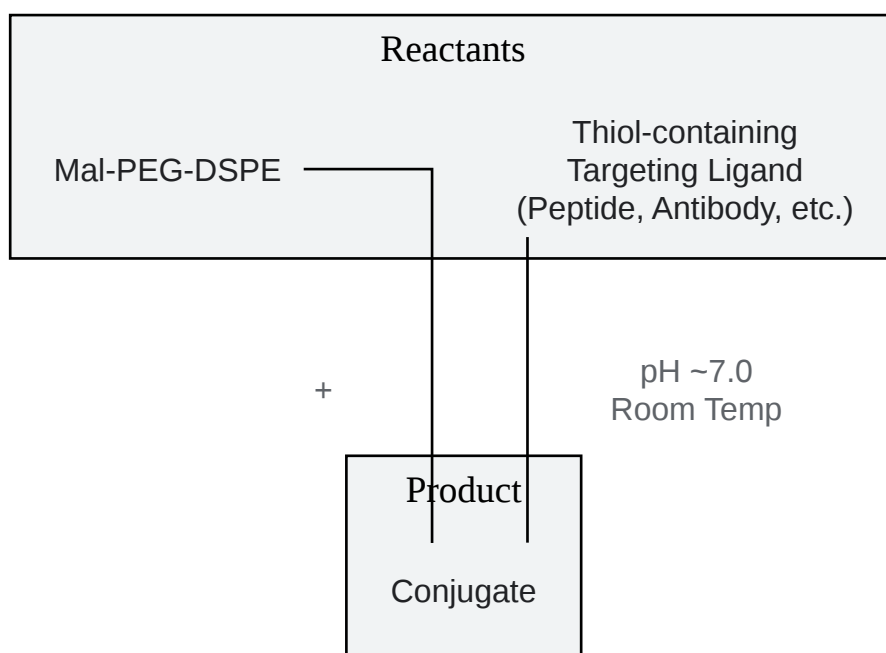 Reactants
Mal-PEG-DSPE
Thiol-containing
Targeting Ligand
(Peptide, Antibody, etc.)
+
pH ~7.0
Room Temp
Product
Conjugate